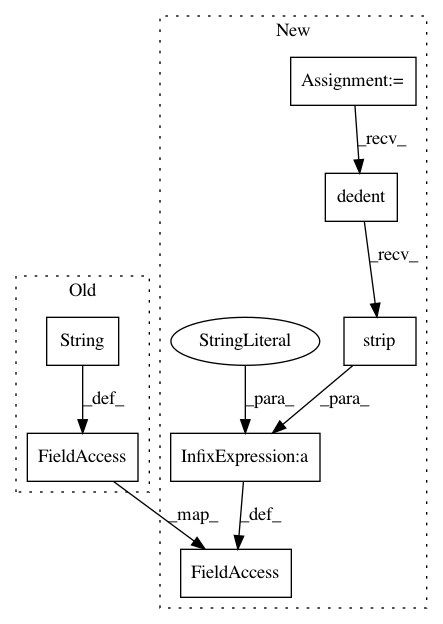 New
Assignment:=
_recv_
dedent
_recv_
Old
String
StringLiteral
strip
_def_
_para_
_para_
FieldAccess
InfixExpression:a
_map_
_def_
FieldAccess